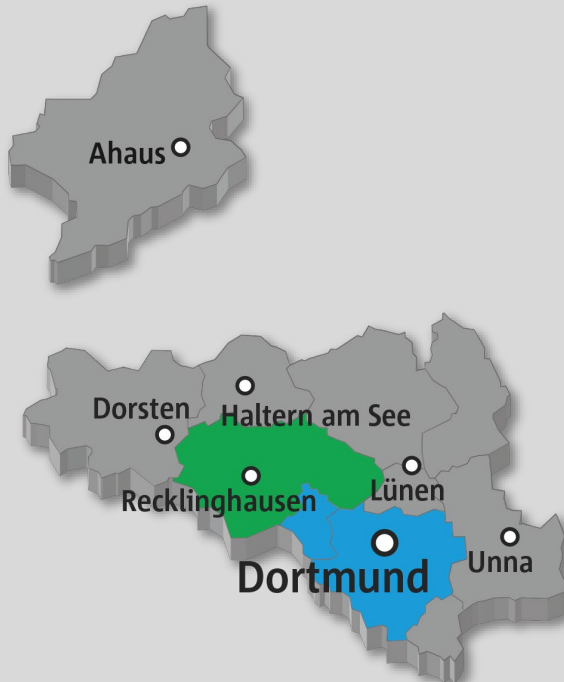 Ahaus
Dorsten
Haltern am See
Recklinghausen
Lünen
Dortmund
Unna